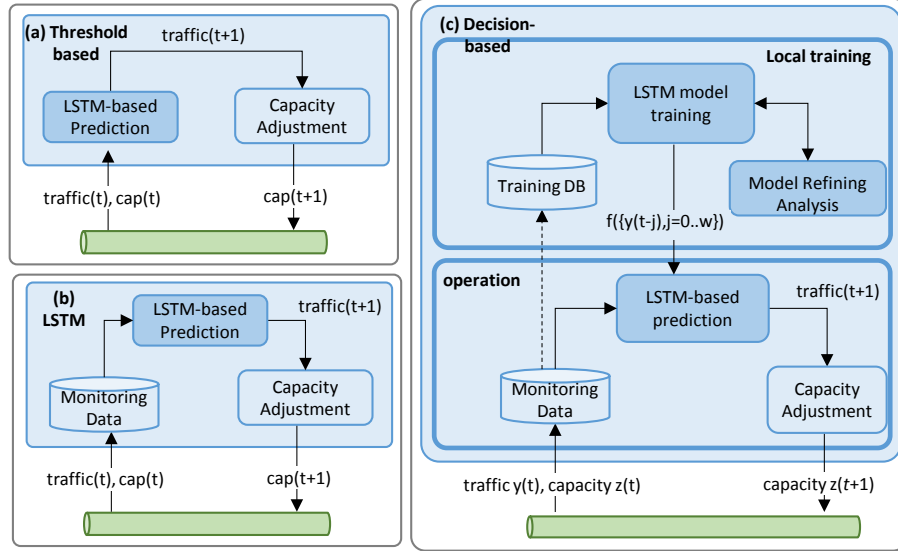 (a) Threshold
based
traffic(t+1)
LSTM-based
Prediction
Capacity
Adjustment
traffic(t), cap(t)
cap(t+1)
(b)
LSTM
LSTM-based
Prediction
traffic(t+1)
Monitoring
Data
Capacity
Adjustment
traffic(t), cap(t)
cap(t+1)
(c) Decision-
based
Local training
LSTM model
training
Training DB
Model Refining
Analysis
f({y(t-j),j=0..w})
operation
LSTM-based
prediction
traffic(t+1)
Monitoring
Data
Capacity
Adjustment
traffic y(t), capacity z(t)
capacity z(t+1)